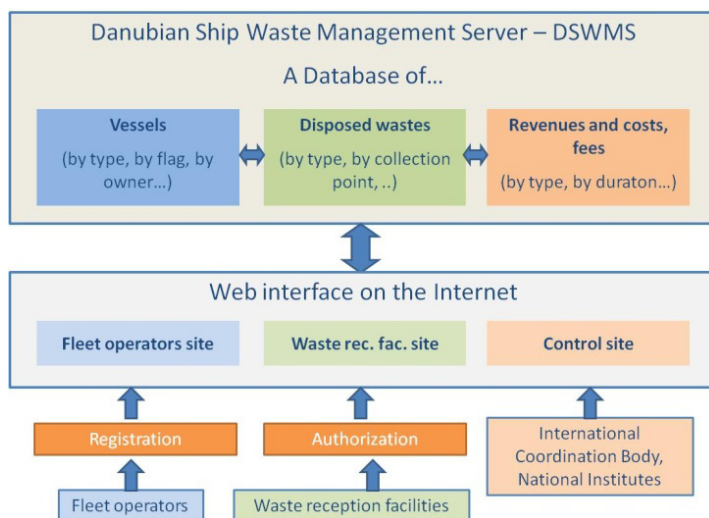 Danubian Ship Waste Management Server – DSWMS
A Database of…
Vessels
(by type, by flag, by
owner…)
Disposed wastes
(by type, by collection
point, ..)
Revenues and costs,
fees
(by type, by duraton…)
Web interface on the Internet
Fleet operators site
Waste rec. fac. site
Control site
Registration
Authorization
International
Coordination Body,
National Institutes
Fleet operators
Waste reception facilities